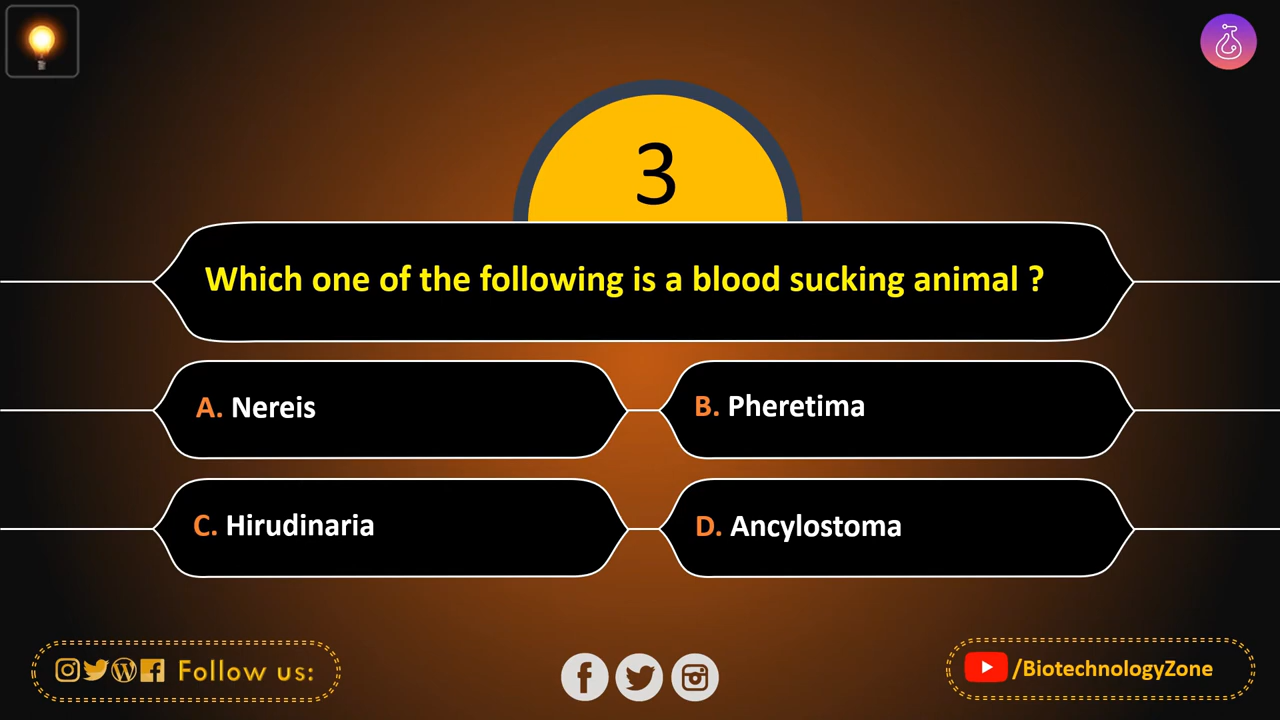 3
Which one of the following is a blood sucking animal ?
A. Nereis
B. Pheretima
C. Hirudinaria
D. Ancylostoma
Follow us:
/BiotechnologyZone